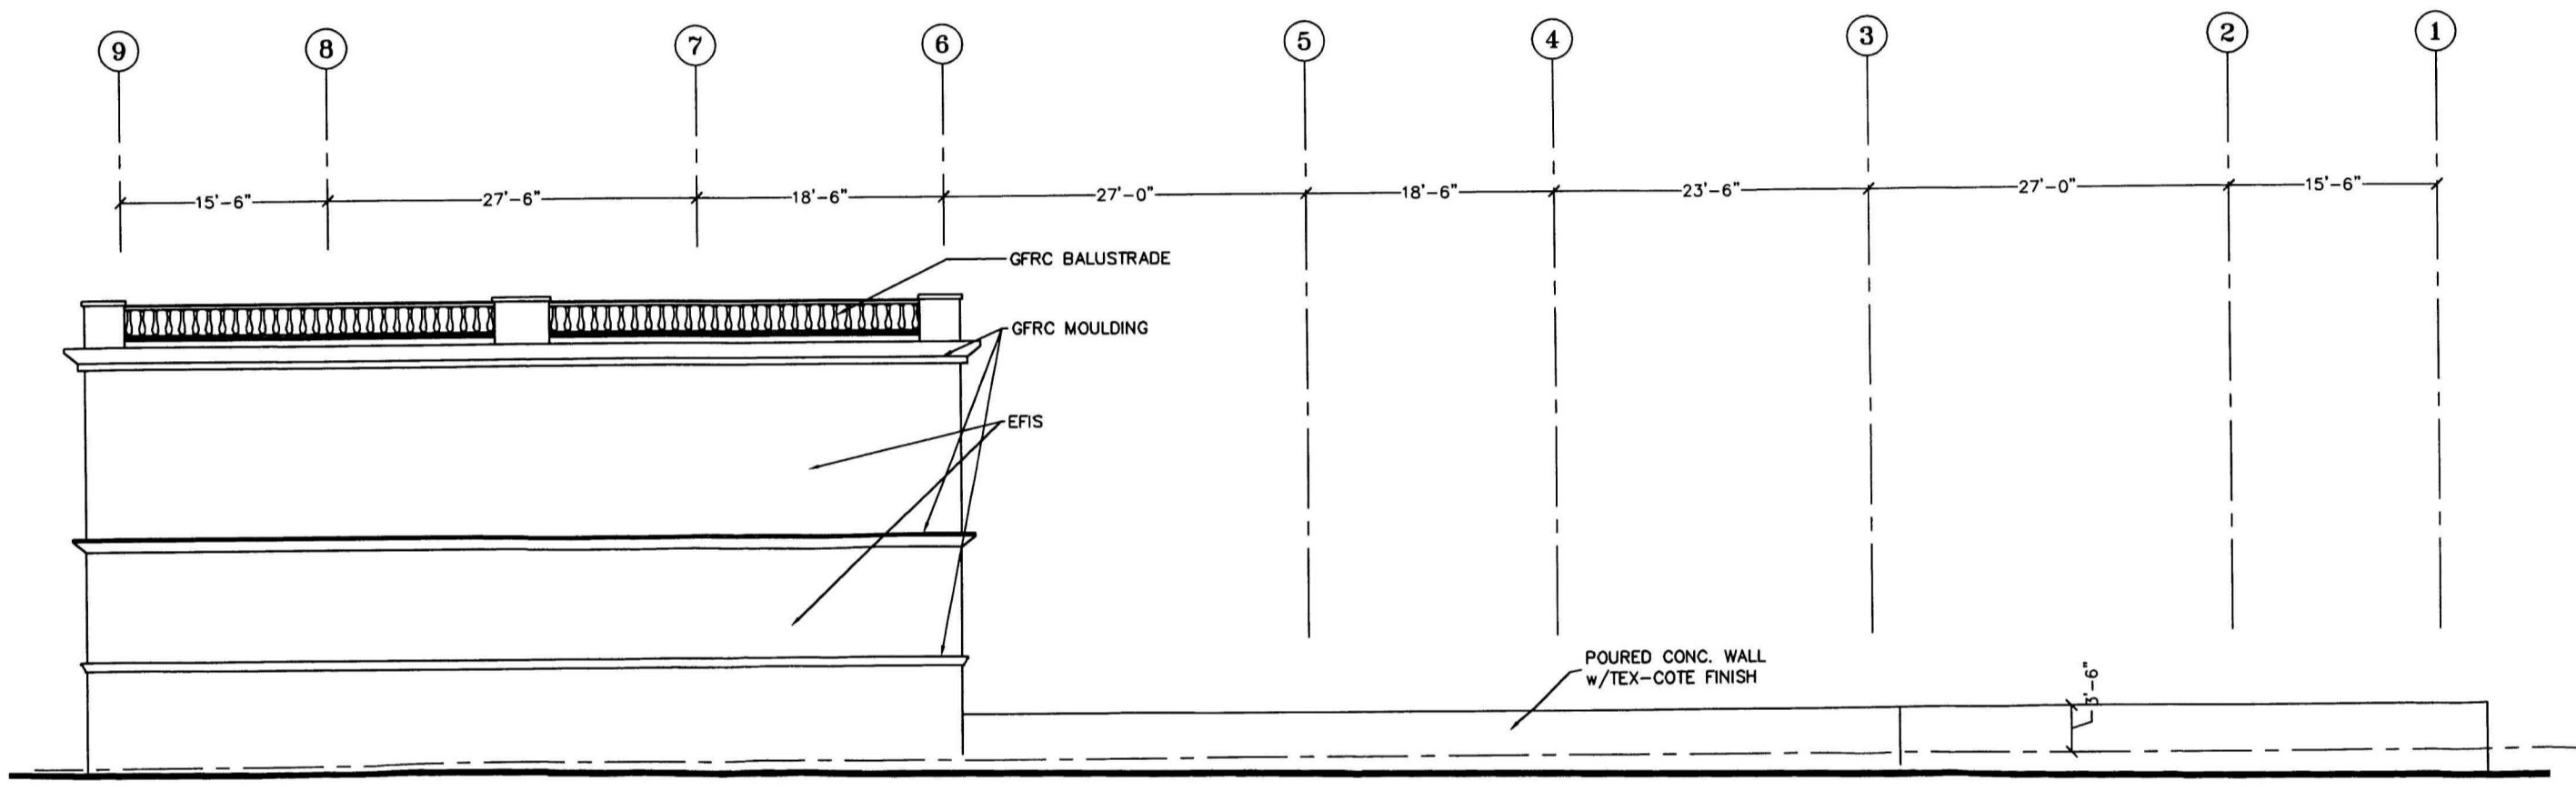 9 8 7 6 5 4 3 2 1
15'-6" 27'-6" 18'-6" 27'-0" 18'-6" 23'-6" 27'-0" 15'-6"
GFRC BALUSTRADE
GFRC MOULDING
EFIS
POURED CONC. WALL
w/TEX-COTE FINISH
3'-6"